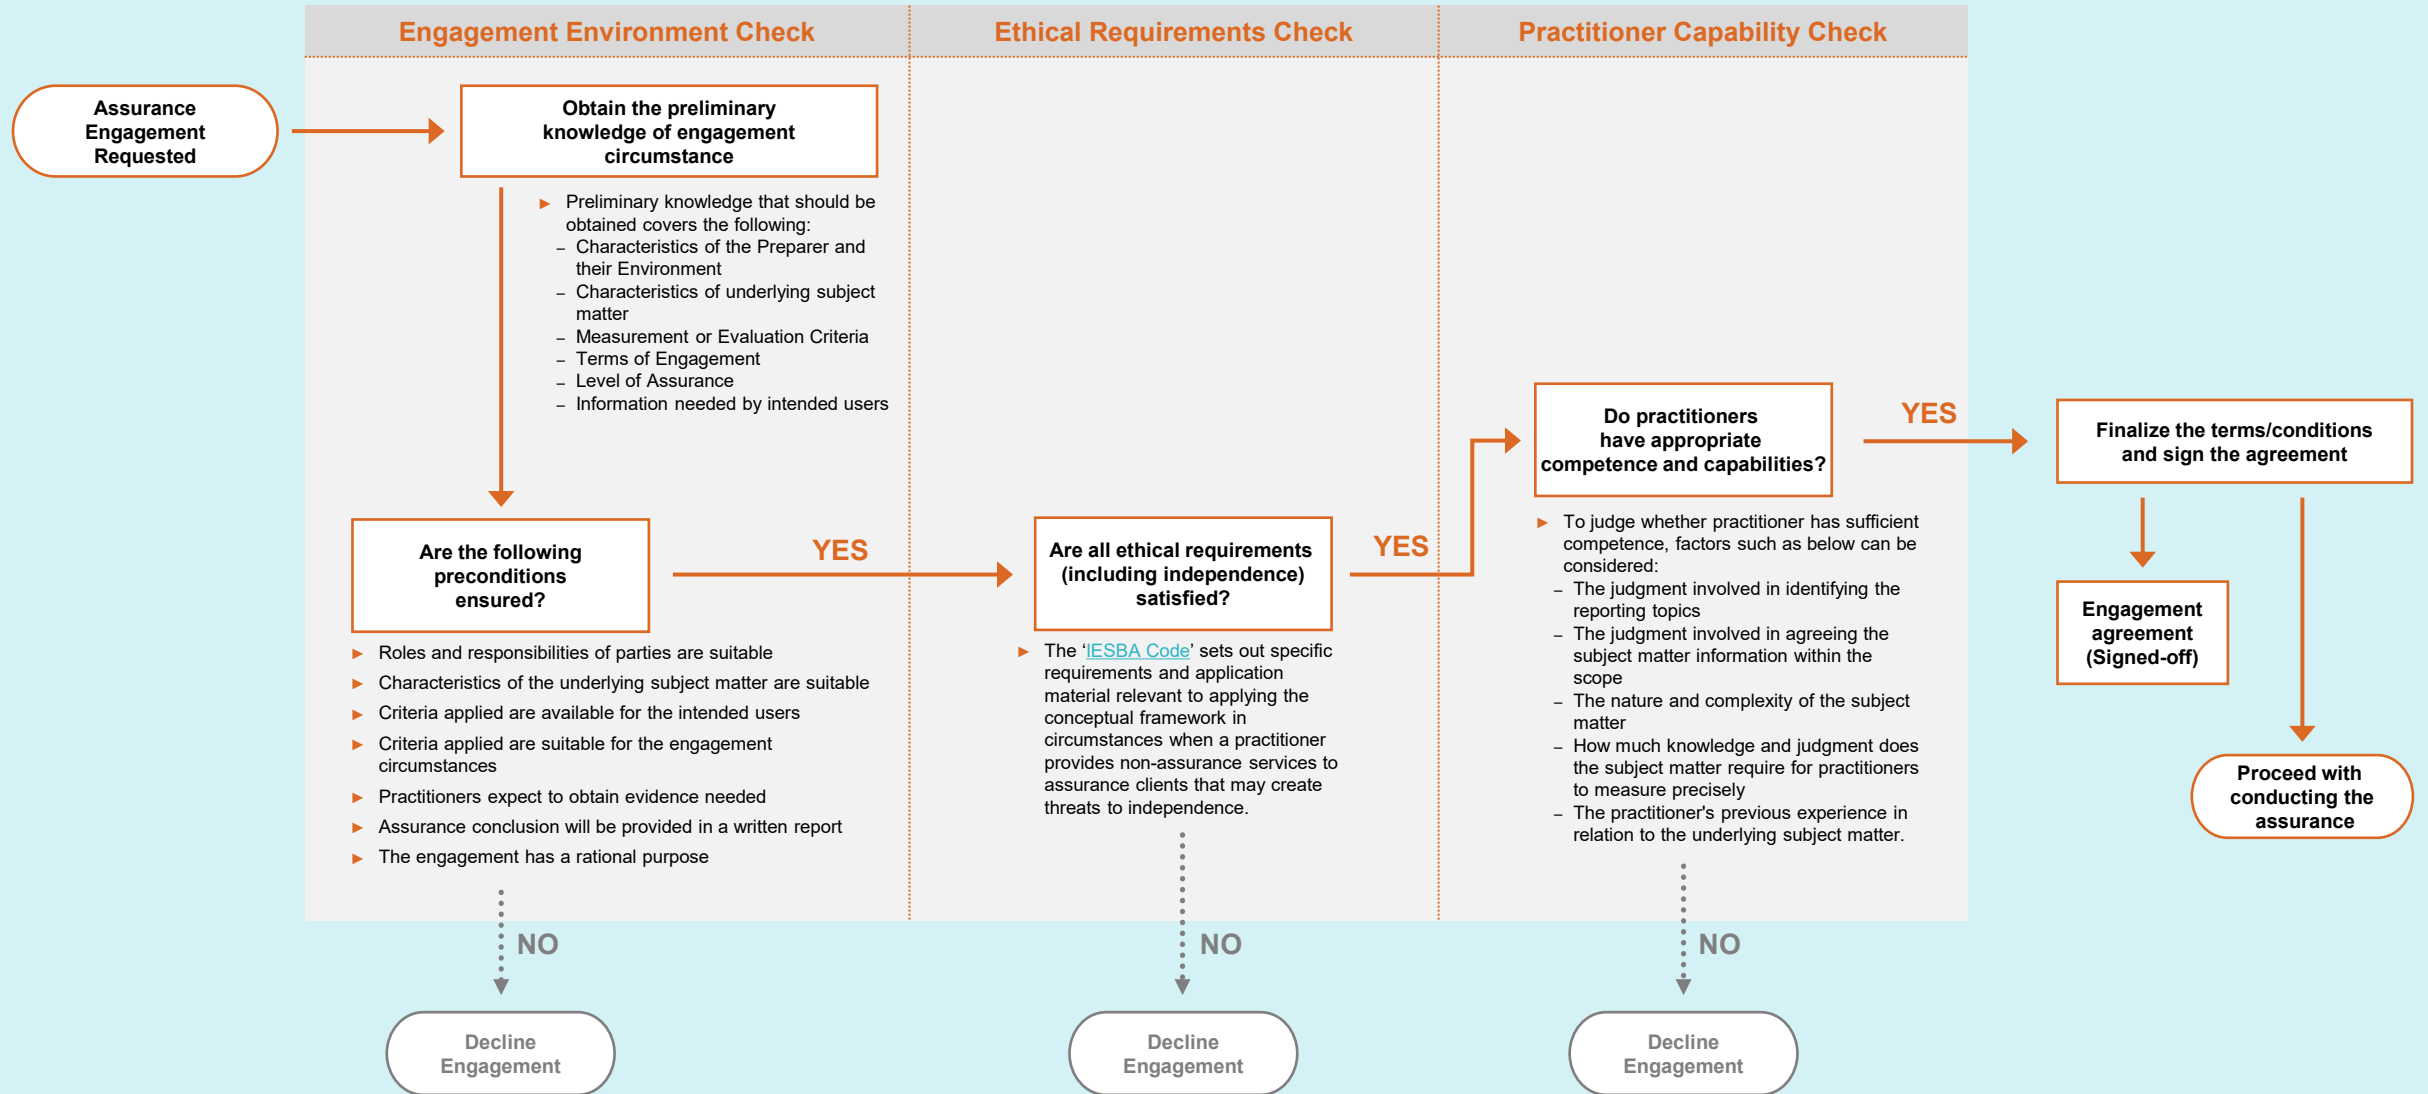 Engagement Environment Check
Ethical Requirements Check
Practitioner Capability Check
Assurance
Engagement
Requested
Obtain the preliminary
knowledge of engagement
circumstance
► Preliminary knowledge that should be
obtained covers the following:
– Characteristics of the Preparer and
their Environment
– Characteristics of underlying subject
matter
– Measurement or Evaluation Criteria
– Terms of Engagement
– Level of Assurance
– Information needed by intended users
Are the following
preconditions
ensured?
YES
► Roles and responsibilities of parties are suitable
► Characteristics of the underlying subject matter are suitable
► Criteria applied are available for the intended users
► Criteria applied are suitable for the engagement
circumstances
► Practitioners expect to obtain evidence needed
► Assurance conclusion will be provided in a written report
► The engagement has a rational purpose
NO
Decline
Engagement
Are all ethical requirements
(including independence)
satisfied?
YES
► The ‘IESBA Code’ sets out specific
requirements and application
material relevant to applying the
conceptual framework in
circumstances when a practitioner
provides non-assurance services to
assurance clients that may create
threats to independence.
NO
Decline
Engagement
Do practitioners
have appropriate
competence and capabilities?
YES
► To judge whether practitioner has sufficient
competence, factors such as below can be
considered:
– The judgment involved in identifying the
reporting topics
– The judgment involved in agreeing the
subject matter information within the
scope
– The nature and complexity of the subject
matter
– How much knowledge and judgment does
the subject matter require for practitioners
to measure precisely
– The practitioner's previous experience in
relation to the underlying subject matter.
NO
Decline
Engagement
Finalize the terms/conditions
and sign the agreement
Engagement
agreement
(Signed-off)
Proceed with
conducting the
assurance